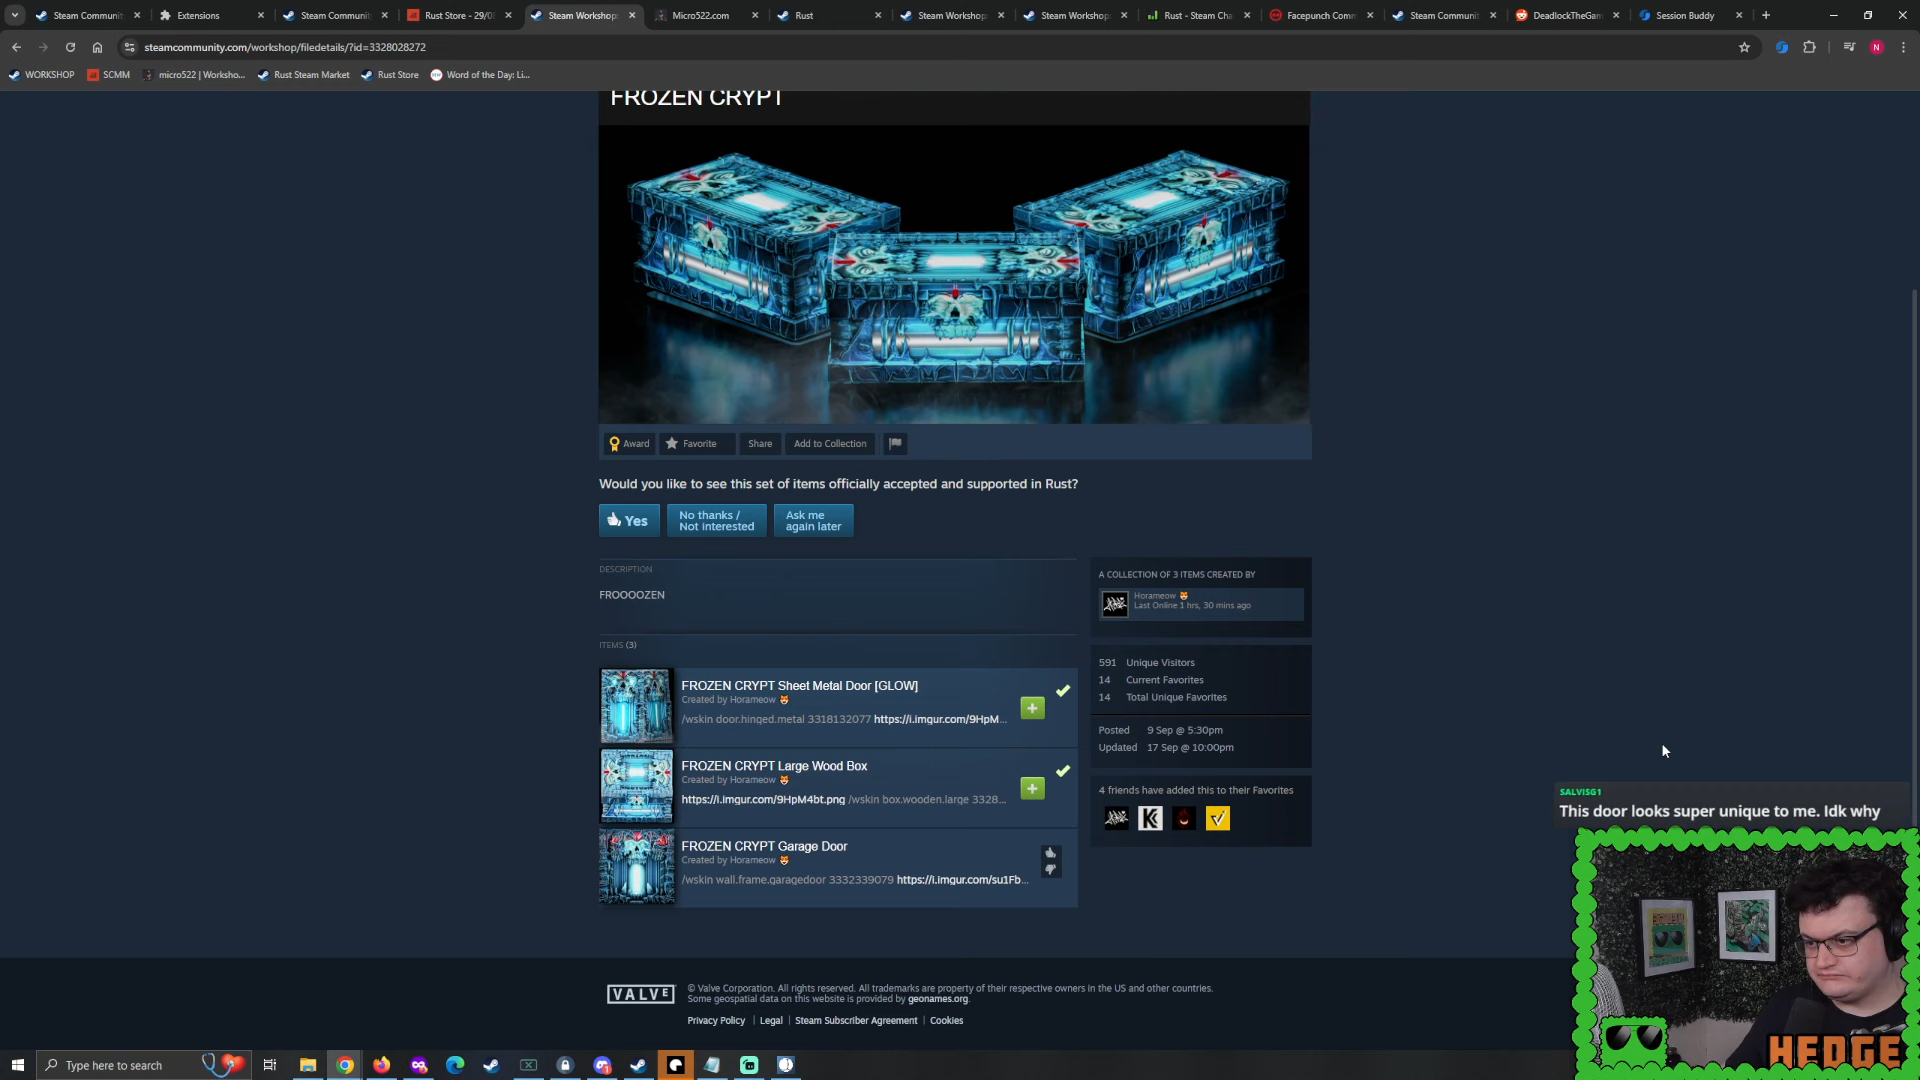 Steam Communit
Extensions
Steam Communit
Rust Store - 29/0
Steam Workshop:
Micro522.com
Rust
Steam Workshop:
Steam Workshop:
Rust - Steam Cha
Facepunch Comm
Steam Communit
DeadlockTheGam
Session Buddy
steamcommunity.com/workshop/filedetails/?id=3328028272
N
WORKSHOP
SCMM
micro522 | Worksho...
Rust Steam Market
Rust Store
Word of the Day: Li...
FROZEN CRYPT
Award
Favorite
Share
Add to Collection
Would you like to see this set of items officially accepted and supported in Rust?
Yes
No thanks /
Not interested
Ask me
again later
DESCRIPTION
FROOOOZEN
A COLLECTION OF 3 ITEMS CREATED BY
Horameow
Last Online 1 hrs, 30 mins ago
ITEMS (3)
FROZEN CRYPT Sheet Metal Door [GLOW]
Created by Horameow
/wskin door.hinged.metal 3318132077 https://i.imgur.com/9HpM...
FROZEN CRYPT Large Wood Box
Created by Horameow
https://i.imgur.com/9HpM4bt.png /wskin box.wooden.large 3328...
FROZEN CRYPT Garage Door
Created by Horameow
/wskin wall.frame.garagedoor 3332339079 https://i.imgur.com/su1Fb...
591 Unique Visitors
14 Current Favorites
14 Total Unique Favorites
Posted 9 Sep @ 5:30pm
Updated 17 Sep @ 10:00pm
4 friends have added this to their Favorites
SALVISG1
This door looks super unique to me. Idk why
VALVE
© Valve Corporation. All rights reserved. All trademarks are property of their respective owners in the US and other countries.
Some geospatial data on this website is provided by geonames.org.
Privacy Policy | Legal | Steam Subscriber Agreement | Cookies
HEDGE
Type here to search